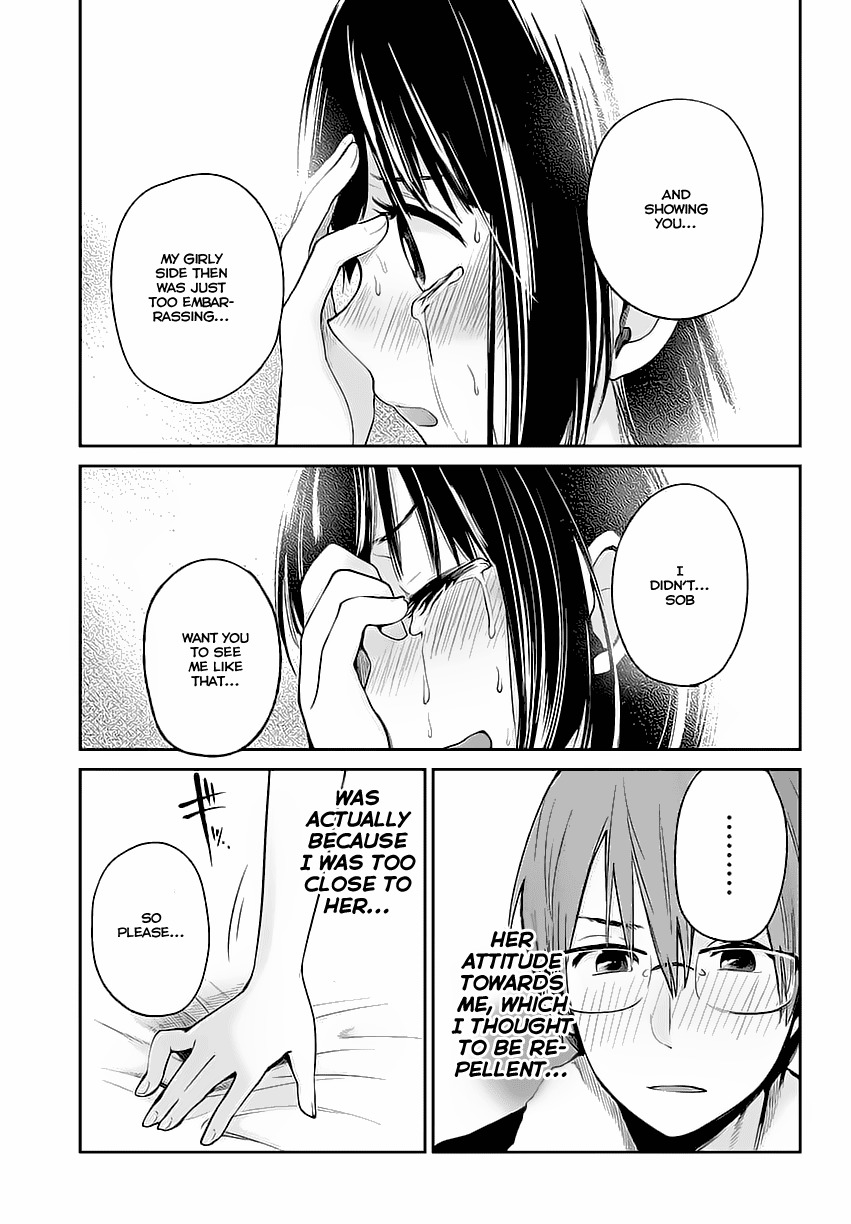 AND
SHOWING
YOU...
MY GIRLY
SIDE THEN
WAS JUST
TOO EMBAR-
RASSING...
I
DIDN'T...
SOB
WANT YOU
TO SEE
ME LIKE
THAT...
.........
HER
ATTITUDE
TOWARDS
ME, WHICH
I THOUGHT
TO BE RE-
PELLENT...
WAS
ACTUALLY
BECAUSE
I WAS TOO
CLOSE TO
HER...
SO
PLEASE...